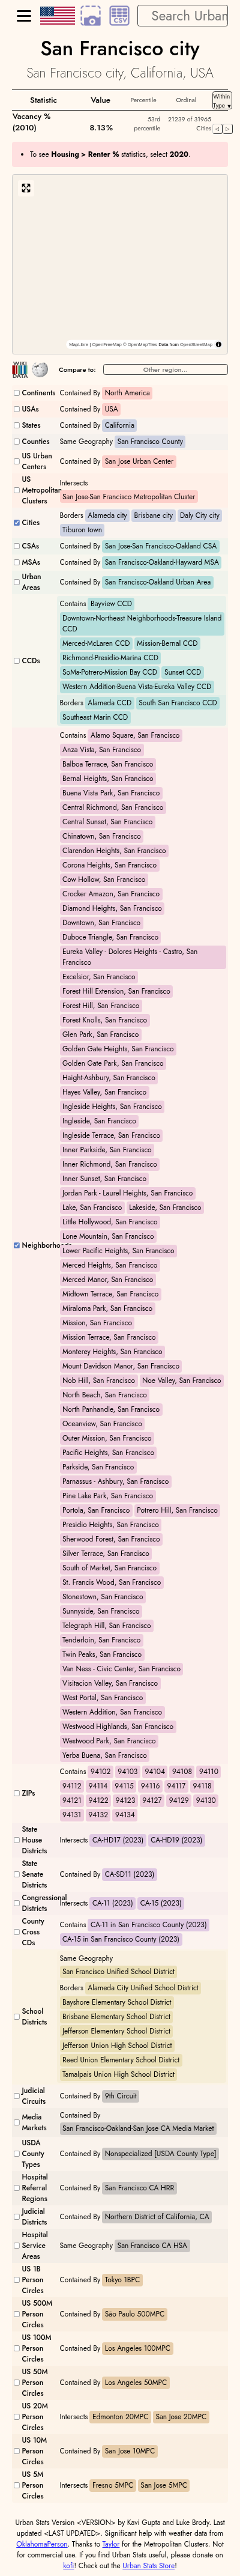 CSV
Search Urban
San Francisco city
San Francisco city, California, USA
Statistic Value Percentile Ordinal Within Type ▼
Vacancy % (2010) 8.13% 53rd percentile 21239 of 31965 Cities ◁ ▷
To see Housing > Renter % statistics, select 2020.
MapLibre | OpenFreeMap © OpenMapTiles Data from OpenStreetMap
WIKI DATA
Compare to: Other region...
Continents Contained By North America
USAs Contained By USA
States Contained By California
Counties Same Geography San Francisco County
US Urban Centers Contained By San Jose Urban Center
US Metropolitan Clusters Intersects San Jose-San Francisco Metropolitan Cluster
Cities Borders Alameda city Brisbane city Daly City city
Tiburon town
CSAs Contained By San Jose-San Francisco-Oakland CSA
MSAs Contained By San Francisco-Oakland-Hayward MSA
Urban Areas Contained By San Francisco-Oakland Urban Area
CCDs
Contains Bayview CCD
Downtown-Northeast Neighborhoods-Treasure Island CCD
Merced-McLaren CCD Mission-Bernal CCD
Richmond-Presidio-Marina CCD
SoMa-Potrero-Mission Bay CCD Sunset CCD
Western Addition-Buena Vista-Eureka Valley CCD
Borders Alameda CCD South San Francisco CCD
Southeast Marin CCD
Neighborhoods
Contains Alamo Square, San Francisco
Anza Vista, San Francisco
Balboa Terrace, San Francisco
Bernal Heights, San Francisco
Buena Vista Park, San Francisco
Central Richmond, San Francisco
Central Sunset, San Francisco
Chinatown, San Francisco
Clarendon Heights, San Francisco
Corona Heights, San Francisco
Cow Hollow, San Francisco
Crocker Amazon, San Francisco
Diamond Heights, San Francisco
Downtown, San Francisco
Duboce Triangle, San Francisco
Eureka Valley - Dolores Heights - Castro, San Francisco
Excelsior, San Francisco
Forest Hill Extension, San Francisco
Forest Hill, San Francisco
Forest Knolls, San Francisco
Glen Park, San Francisco
Golden Gate Heights, San Francisco
Golden Gate Park, San Francisco
Haight-Ashbury, San Francisco
Hayes Valley, San Francisco
Ingleside Heights, San Francisco
Ingleside, San Francisco
Ingleside Terrace, San Francisco
Inner Parkside, San Francisco
Inner Richmond, San Francisco
Inner Sunset, San Francisco
Jordan Park - Laurel Heights, San Francisco
Lake, San Francisco Lakeside, San Francisco
Little Hollywood, San Francisco
Lone Mountain, San Francisco
Lower Pacific Heights, San Francisco
Merced Heights, San Francisco
Merced Manor, San Francisco
Midtown Terrace, San Francisco
Miraloma Park, San Francisco
Mission, San Francisco
Mission Terrace, San Francisco
Monterey Heights, San Francisco
Mount Davidson Manor, San Francisco
Nob Hill, San Francisco Noe Valley, San Francisco
North Beach, San Francisco
North Panhandle, San Francisco
Oceanview, San Francisco
Outer Mission, San Francisco
Pacific Heights, San Francisco
Parkside, San Francisco
Parnassus - Ashbury, San Francisco
Pine Lake Park, San Francisco
Portola, San Francisco Potrero Hill, San Francisco
Presidio Heights, San Francisco
Sherwood Forest, San Francisco
Silver Terrace, San Francisco
South of Market, San Francisco
St. Francis Wood, San Francisco
Stonestown, San Francisco
Sunnyside, San Francisco
Telegraph Hill, San Francisco
Tenderloin, San Francisco
Twin Peaks, San Francisco
Van Ness - Civic Center, San Francisco
Visitacion Valley, San Francisco
West Portal, San Francisco
Western Addition, San Francisco
Westwood Highlands, San Francisco
Westwood Park, San Francisco
Yerba Buena, San Francisco
ZIPs
Contains 94102 94103 94104 94108 94110
94112 94114 94115 94116 94117 94118
94121 94122 94123 94127 94129 94130
94131 94132 94134
State House Districts Intersects CA-HD17 (2023) CA-HD19 (2023)
State Senate Districts Contained By CA-SD11 (2023)
Congressional Districts Intersects CA-11 (2023) CA-15 (2023)
County Cross CDs Contains CA-11 in San Francisco County (2023)
CA-15 in San Francisco County (2023)
School Districts
Same Geography
San Francisco Unified School District
Borders Alameda City Unified School District
Bayshore Elementary School District
Brisbane Elementary School District
Jefferson Elementary School District
Jefferson Union High School District
Reed Union Elementary School District
Tamalpais Union High School District
Judicial Circuits Contained By 9th Circuit
Media Markets Contained By
San Francisco-Oakland-San Jose CA Media Market
USDA County Types Contained By Nonspecialized [USDA County Type]
Hospital Referral Regions Contained By San Francisco CA HRR
Judicial Districts Contained By Northern District of California, CA
Hospital Service Areas Same Geography San Francisco CA HSA
US 1B Person Circles Contained By Tokyo 1BPC
US 500M Person Circles Contained By São Paulo 500MPC
US 100M Person Circles Contained By Los Angeles 100MPC
US 50M Person Circles Contained By Los Angeles 50MPC
US 20M Person Circles Intersects Edmonton 20MPC San Jose 20MPC
US 10M Person Circles Contained By San Jose 10MPC
US 5M Person Circles Intersects Fresno 5MPC San Jose 5MPC
Urban Stats Version <VERSION> by Kavi Gupta and Luke Brody. Last
updated <LAST UPDATED>. Significant help with weather data from
OklahomaPerson. Thanks to Taylor for the Metropolitan Clusters. Not
for commercial use. If you find Urban Stats useful, please donate on
kofi! Check out the Urban Stats Store!